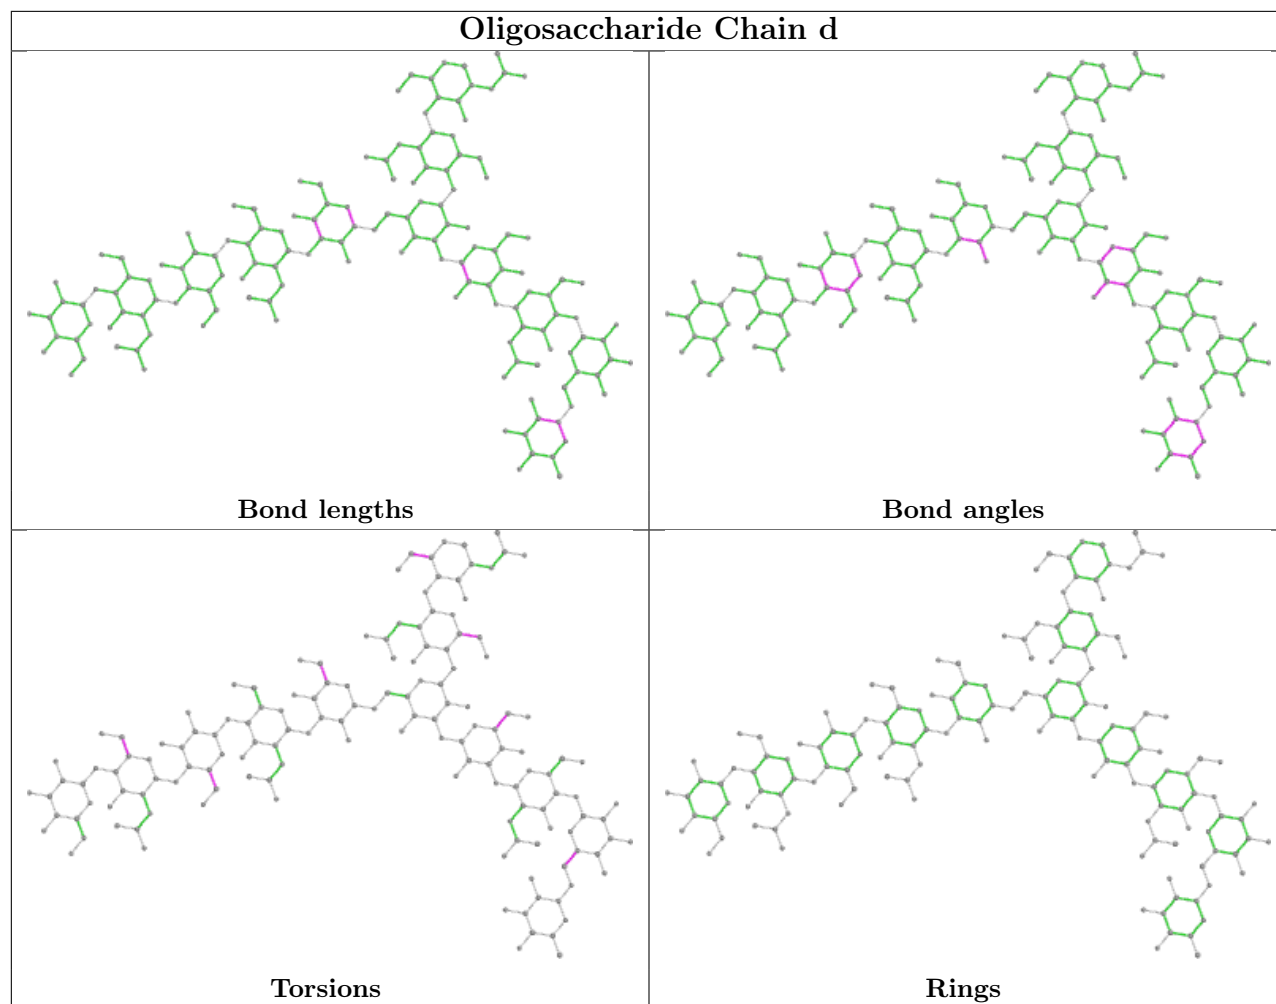 Oligosaccharide Chain d
Bond lengths
Bond angles
Torsions
Rings